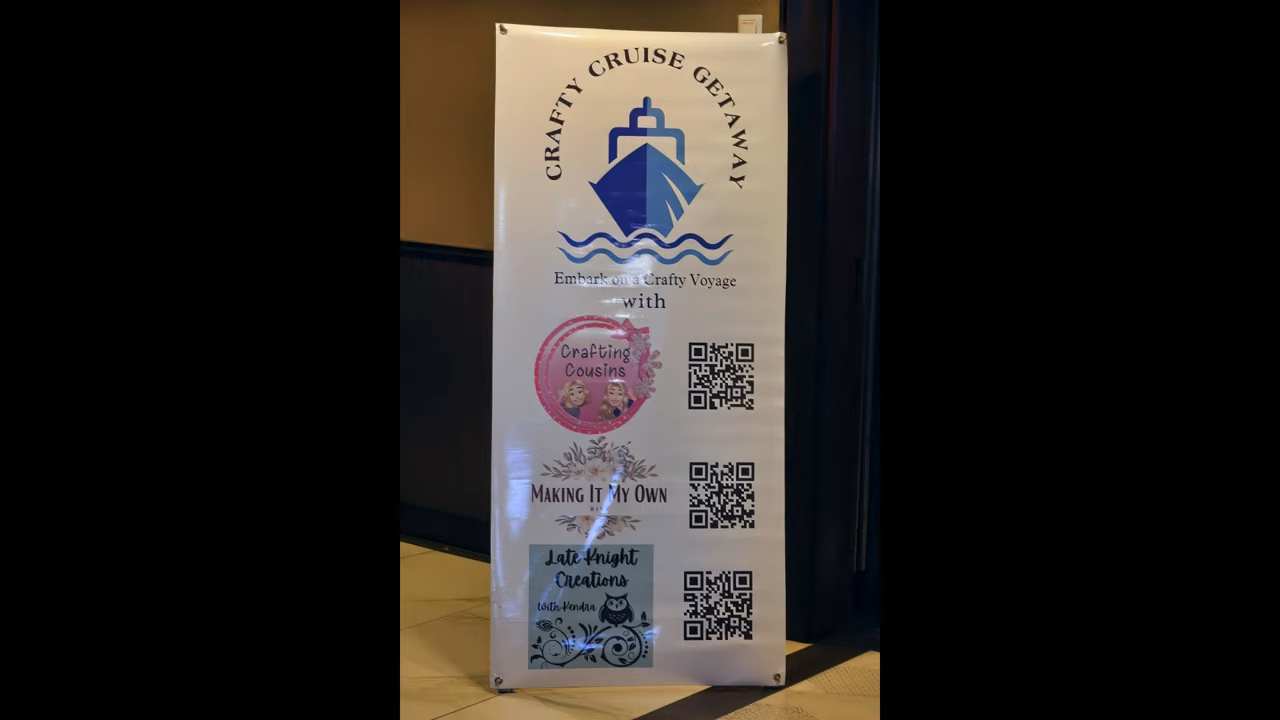 CRAFTY CRUISE GETAWAY
Embark on a Crafty Voyage
with
Crafting
Cousins
MAKING IT MY OWN
Late Knight
Creations
with Kendra